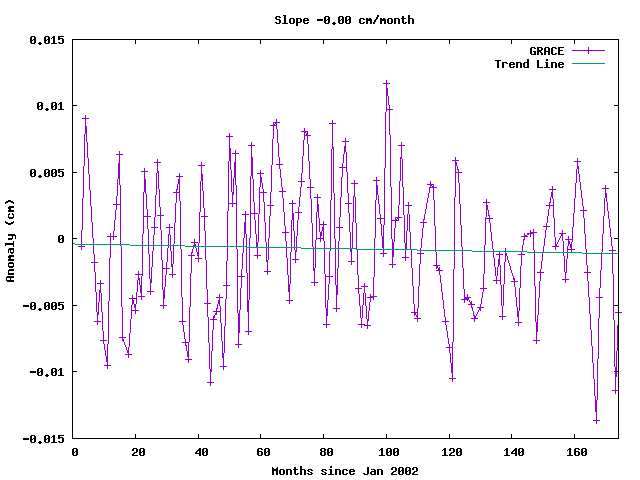 Slope -0.00 cm/month
GRACE
Trend Line
0.015
0.01
0.005
0
-0.005
-0.01
-0.015
Anomaly (cm)
0 20 40 60 80 100 120 140 160
Months since Jan 2002